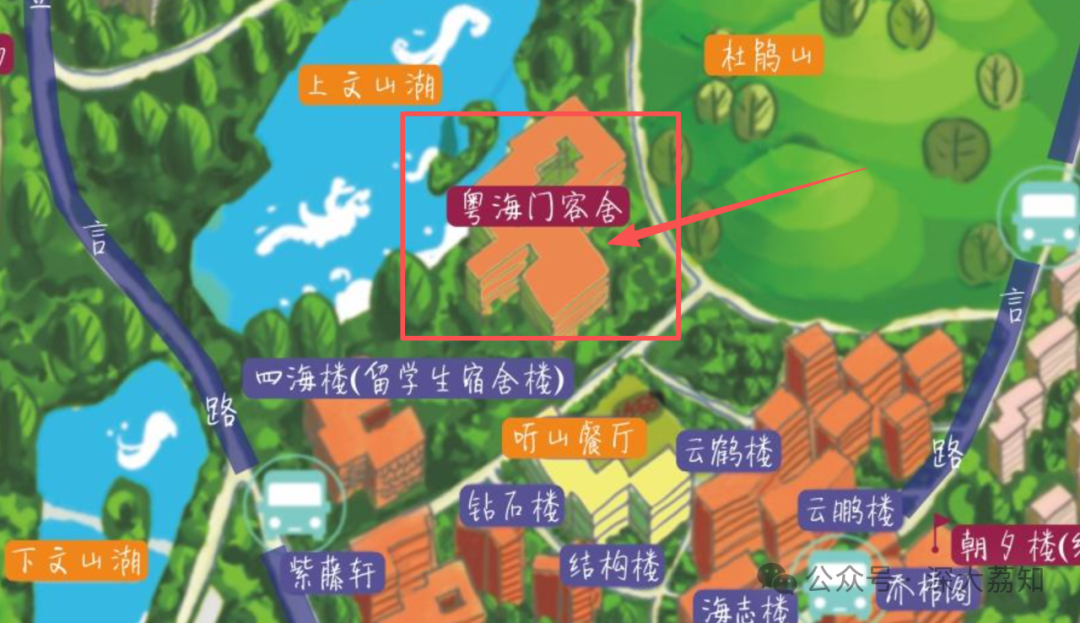 上文山湖
杜鹃山
粤海门客舍
言
言
四海楼(留学生宿舍楼)
路
听山餐厅
云鹤楼
路
钻石楼
云鹏楼
下文山湖
紫藤轩
结构楼
朝夕楼(
海志楼
乔梧阁
公众号 · 深大荔知